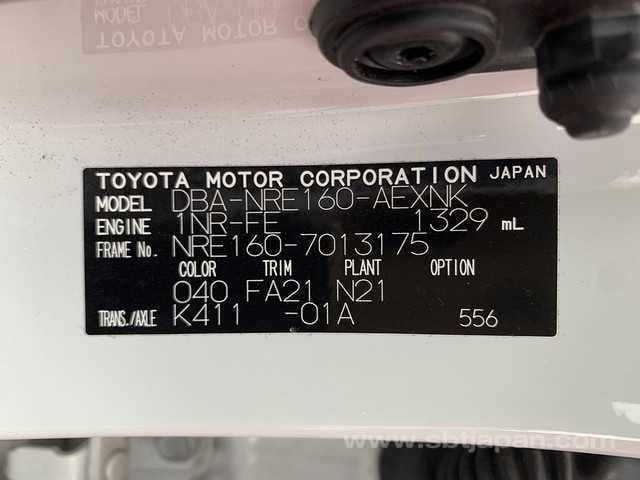 TOYOTA MOTOR CORPORATION JAPAN
MODEL DBA-NRE160-AEXNK
ENGINE 1NR-FE 1329 mL
FRAME No. NRE160-7013175
COLOR TRIM PLANT OPTION
040 FA21 N21
TRANS./AXLE K411 -01A 556
www.sbtjapan.com